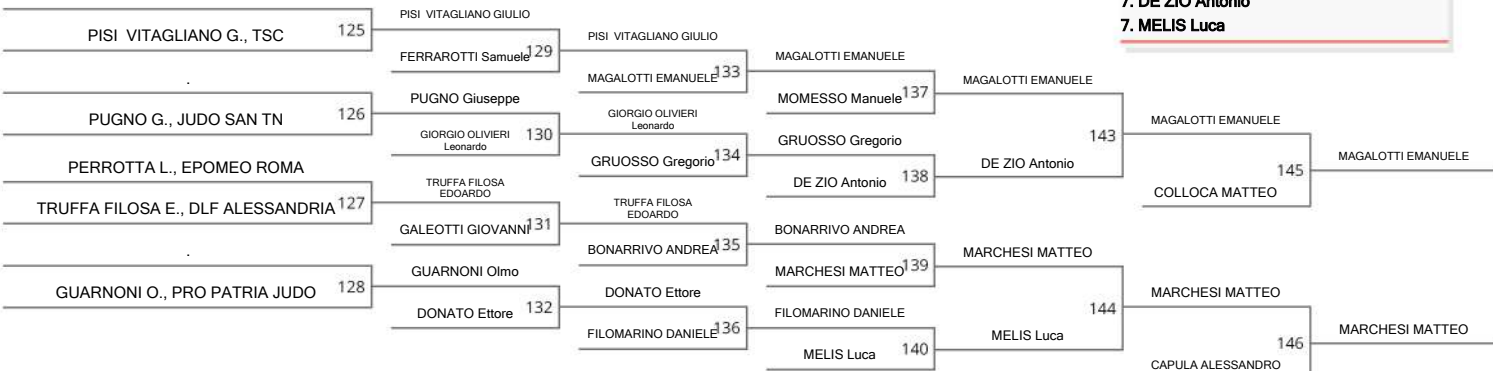 7. DE ZIO Antonio
7. MELIS Luca
PISI VITAGLIANO G., TSC
125
.
PUGNO G., JUDO SAN TN
126
PERROTTA L., EPOMEO ROMA
TRUFFA FILOSA E., DLF ALESSANDRIA
127
.
GUARNONI O., PRO PATRIA JUDO
128
PISI VITAGLIANO GIULIO
FERRAROTTI Samuele
129
PUGNO Giuseppe
GIORGIO OLIVIERI
Leonardo
130
TRUFFA FILOSA
EDOARDO
GALEOTTI GIOVANNI
131
GUARNONI Olmo
DONATO Ettore
132
PISI VITAGLIANO GIULIO
MAGALOTTI EMANUELE
133
GIORGIO OLIVIERI
Leonardo
GRUOSSO Gregorio
134
TRUFFA FILOSA
EDOARDO
BONARRIVO ANDREA
135
DONATO Ettore
FILOMARINO DANIELE
136
MAGALOTTI EMANUELE
MOMESSO Manuele
137
GRUOSSO Gregorio
DE ZIO Antonio
138
BONARRIVO ANDREA
MARCHESI MATTEO
139
FILOMARINO DANIELE
MELIS Luca
140
MAGALOTTI EMANUELE
DE ZIO Antonio
143
MARCHESI MATTEO
MELIS Luca
144
MAGALOTTI EMANUELE
COLLOCA MATTEO
145
MARCHESI MATTEO
CAPULA ALESSANDRO
146
MAGALOTTI EMANUELE
MARCHESI MATTEO